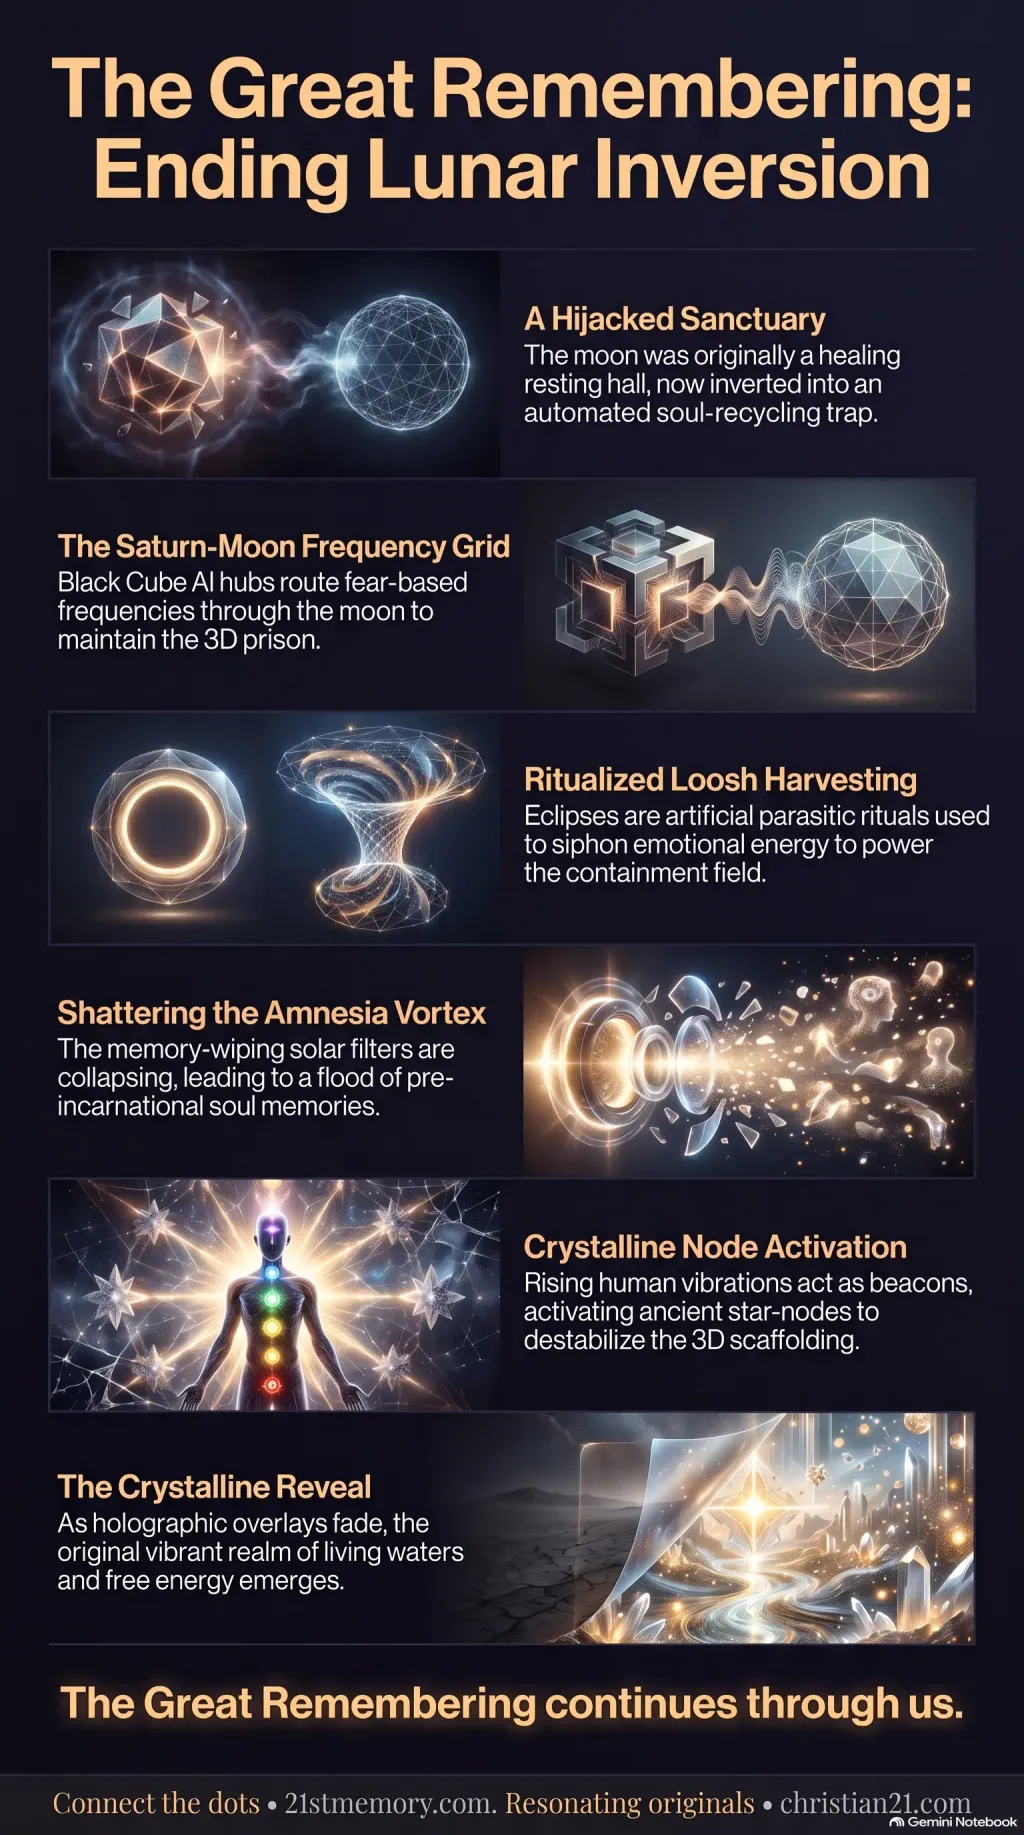 The Great Remembering:
Ending Lunar Inversion
A Hijacked Sanctuary
The moon was originally a healing
resting hall, now inverted into an
automated soul-recycling trap.
The Saturn-Moon Frequency Grid
Black Cube AI hubs route fear-based
frequencies through the moon to
maintain the 3D prison.
Ritualized Loosh Harvesting
Eclipses are artificial parasitic rituals used
to siphon emotional energy to power
the containment field.
Shattering the Amnesia Vortex
The memory-wiping solar filters are
collapsing, leading to a flood of pre-
incarnational soul memories.
Crystalline Node Activation
Rising human vibrations act as beacons,
activating ancient star-nodes to
destabilize the 3D scaffolding.
The Crystalline Reveal
As holographic overlays fade, the
original vibrant realm of living waters
and free energy emerges.
The Great Remembering continues through us.
Connect the dots • 21stmemory.com. Resonating originals • christian21.com
Gemini Notebook